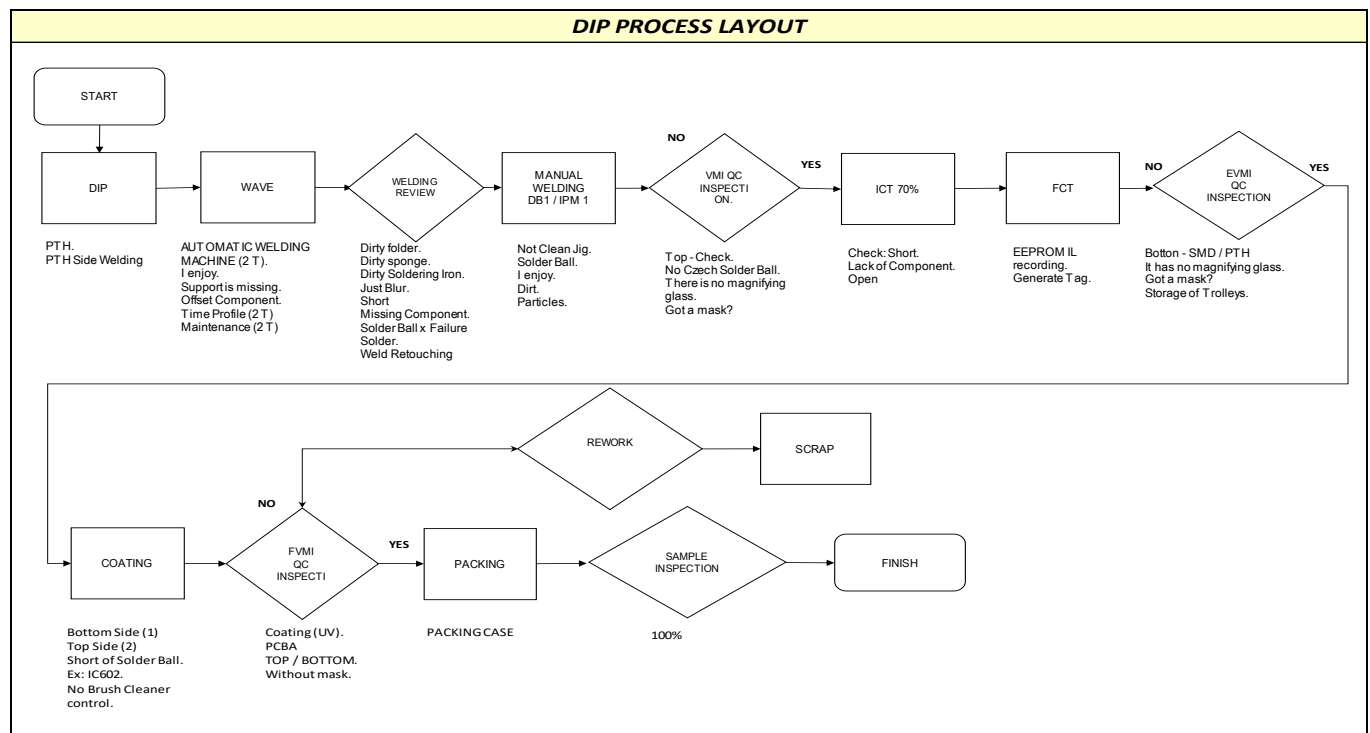 DIP PROCESS LAYOUT
START
DIP
PTH.
PTH Side Welding
WAVE
AUTOMATIC WELDING
MACHINE (2 T).
I enjoy.
Support is missing.
Offset Component.
Time Profile (2 T)
Maintenance (2 T)
WELDING
REVIEW
Dirty folder.
Dirty sponge.
Dirty Soldering Iron.
Just Blur.
Short
Missing Component.
Solder Ball x Failure
Solder.
Weld Retouching
MANUAL
WELDING
DB1 / IPM 1
Not Clean Jig.
Solder Ball.
I enjoy.
Dirt.
Particles.
NO
VMI QC
INSPECTI
ON.
YES
Top - Check.
No Czech Solder Ball.
There is no magnifying
glass.
Got a mask?
ICT 70%
Check: Short.
Lack of Component.
Open
FCT
EEPROM IL
recording.
Generate Tag.
NO
EVMI
QC
INSPECTION
YES
Botton - SMD / PTH
It has no magnifying glass.
Got a mask?
Storage of Trolleys.
REWORK
SCRAP
COATING
Bottom Side (1)
Top Side (2)
Short of Solder Ball.
Ex: IC602.
No Brush Cleaner
control.
NO
FVMI
QC
INSPECTI
YES
Coating (UV).
PCBA
TOP / BOTTOM.
Without mask.
PACKING
PACKING CASE
SAMPLE
INSPECTION
100%
FINISH